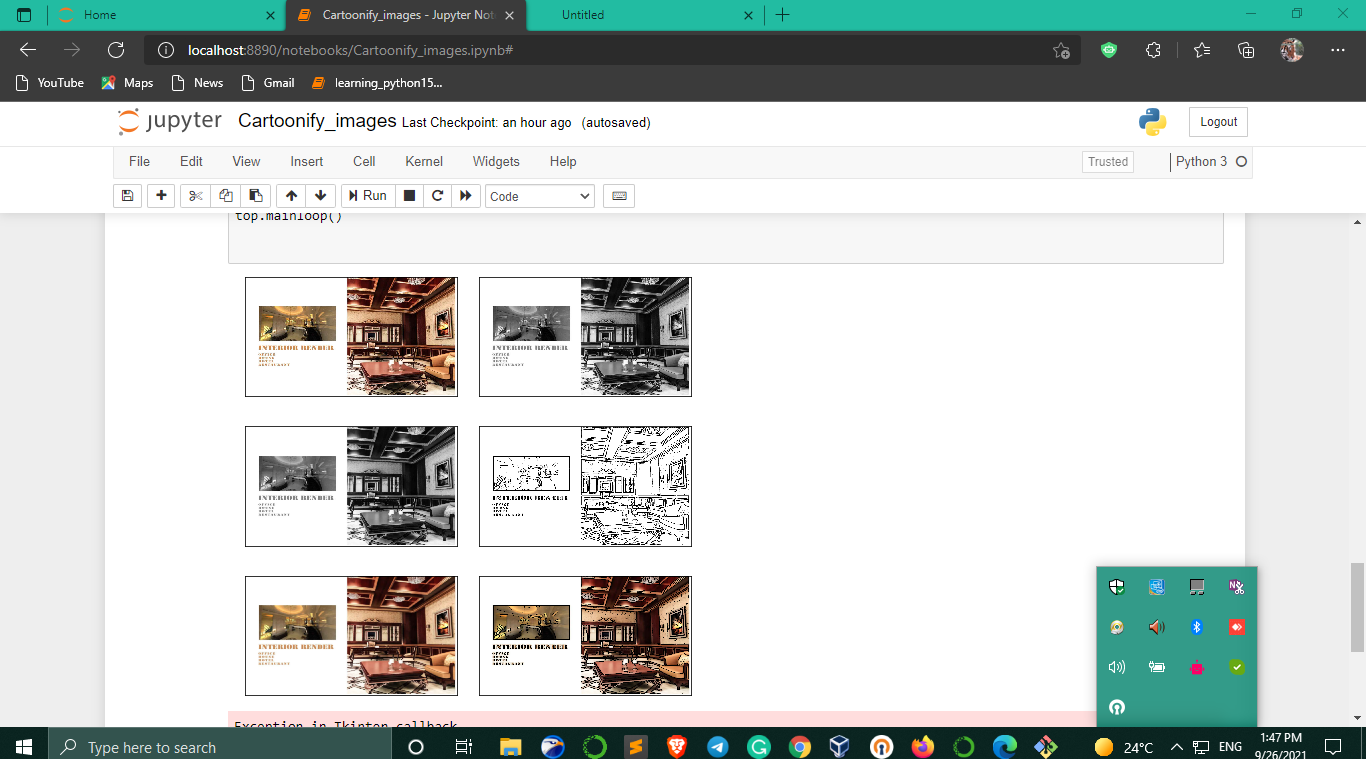 Home
Cartoonify_images - Jupyter Not
Untitled
localhost:8890/notebooks/Cartoonify_images.ipynb#
YouTube
Maps
News
Gmail
learning_python15...
jupyter
Cartoonify_images
Last Checkpoint: an hour ago
(autosaved)
Logout
File
Edit
View
Insert
Cell
Kernel
Widgets
Help
Trusted
Python 3
Run
Code
top.mainloop()
INTERIOR RENDER
OFFICE
HOUSE
HOTEL
RESTAURANT
INTERIOR RENDER
OFFICE
HOUSE
HOTEL
RESTAURANT
INTERIOR RENDER
OFFICE
HOUSE
HOTEL
RESTAURANT
INTERIOR RENDER
INTERIOR RENDER
OFFICE
HOUSE
HOTEL
RESTAURANT
INTERIOR RENDER
Exception in Tkinter callback
Type here to search
24°C
ENG
1:47 PM
9/26/2021